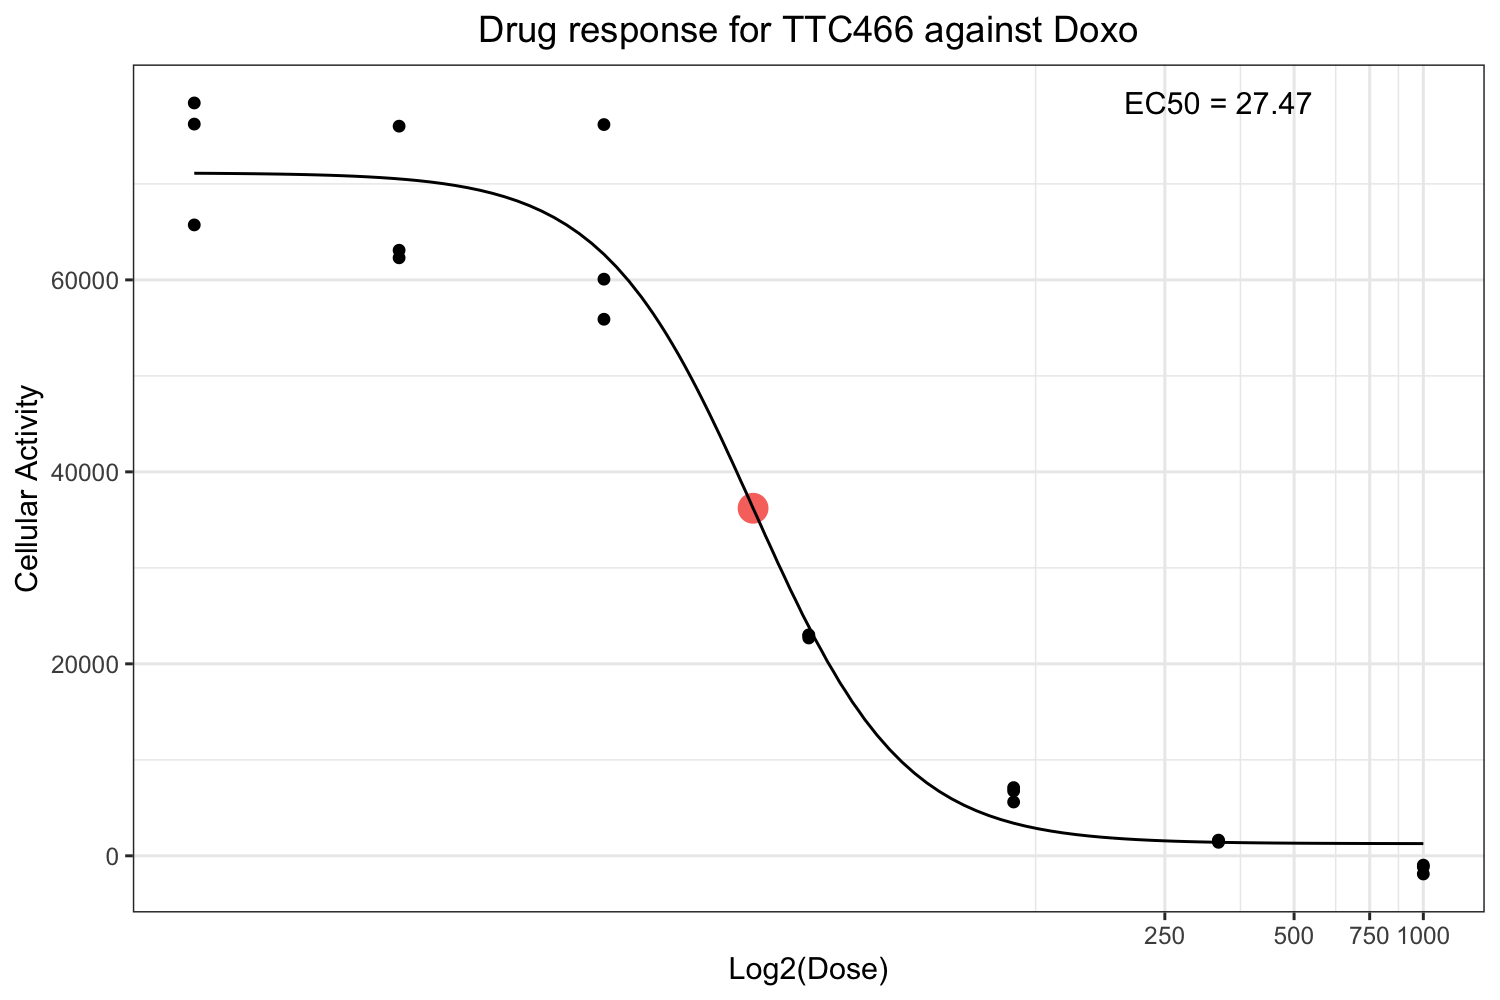 Drug response for TTC466 against Doxo
EC50 = 27.47
Cellular Activity
60000
40000
20000
0
250 500 750 1000
Log2(Dose)